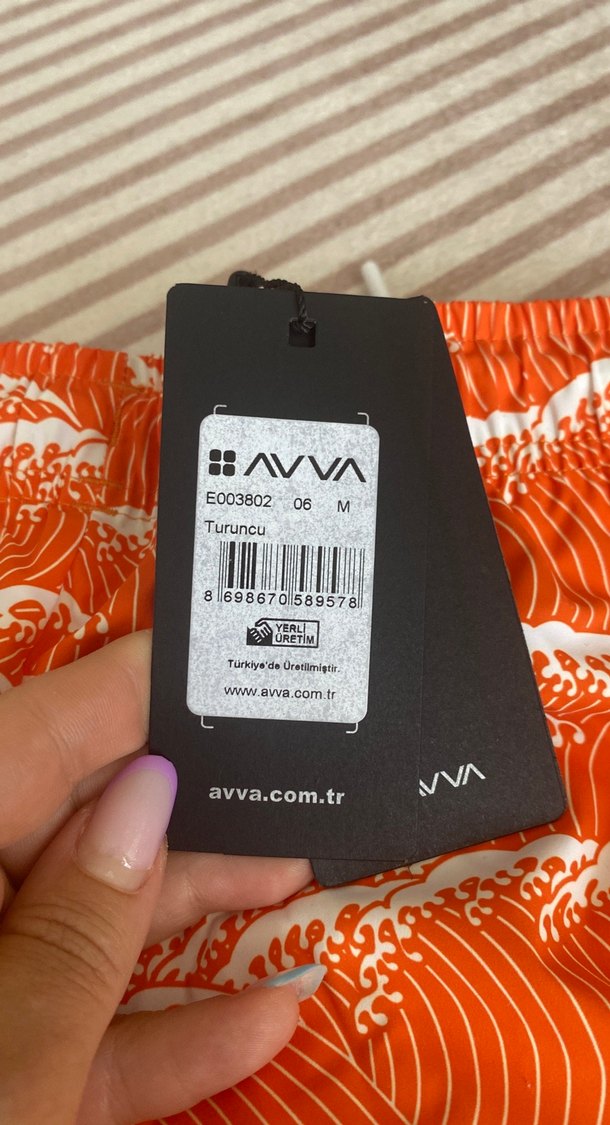 AVVA
E003802 06 M
Turuncu
8 698670 589578
YERLİ
ÜRETİM
Türkiye'de Üretilmiştir.
www.avva.com.tr
avva.com.tr
AVVA